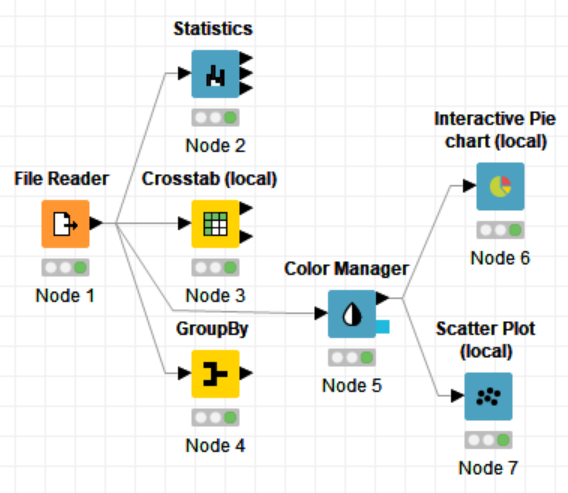 Statistics
Node 2
Interactive Pie
chart (local)
Node 6
File Reader
Node 1
Crosstab (local)
Node 3
Color Manager
Node 5
GroupBy
Node 4
Scatter Plot
(local)
Node 7